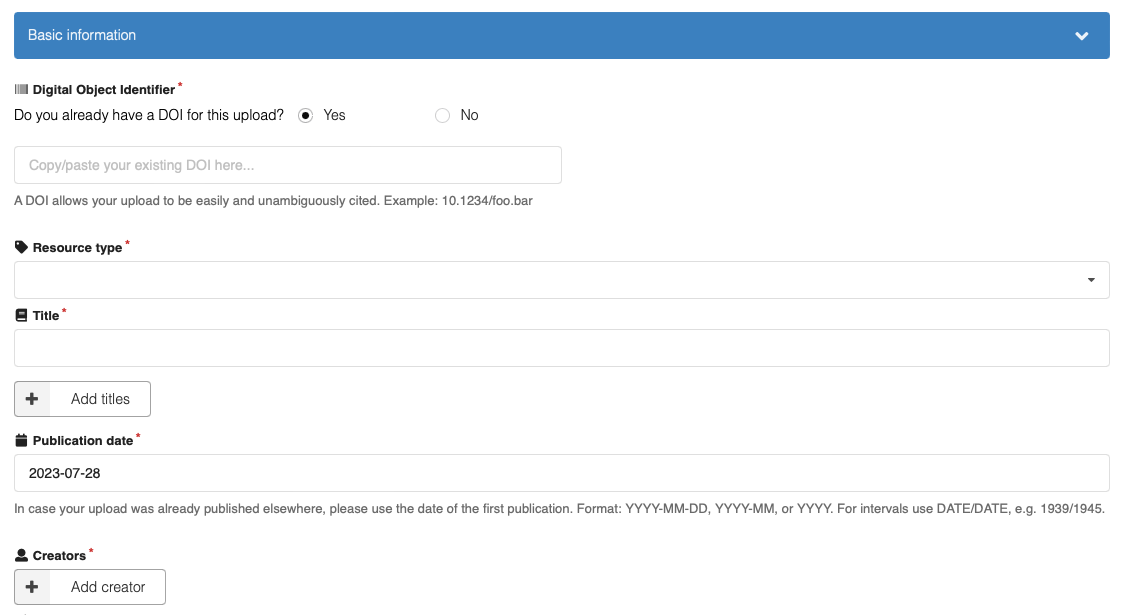 Basic information
Digital Object Identifier*
Do you already have a DOI for this upload? Yes No
Copy/paste your existing DOI here...
A DOI allows your upload to be easily and unambiguously cited. Example: 10.1234/foo.bar
Resource type*
Title*
Add titles
Publication date*
2023-07-28
In case your upload was already published elsewhere, please use the date of the first publication. Format: YYYY-MM-DD, YYYY-MM, or YYYY. For intervals use DATE/DATE, e.g. 1939/1945.
Creators*
Add creator